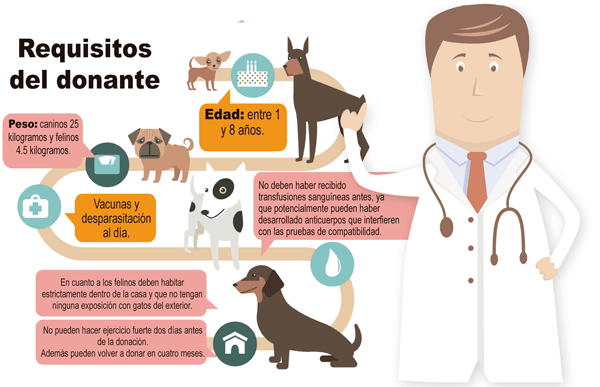 Requisitos
del donante
Edad: entre 1
y 8 años.
Peso: caninos 25
kilogramos y felinos
4.5 kilogramos.
Vacunas y
desparasitación
al día.
No deben haber recibido
transfusiones sanguíneas antes, ya
que potencialmente pueden haber
desarrollado anticuerpos que interfieren
con las pruebas de compatibilidad.
En cuanto a los felinos deben habitar
estrictamente dentro de la casa y que no tengan
ninguna exposición con gatos del exterior.
No pueden hacer ejercicio fuerte dos días antes
de la donación.
Además pueden volver a donar en cuatro meses.